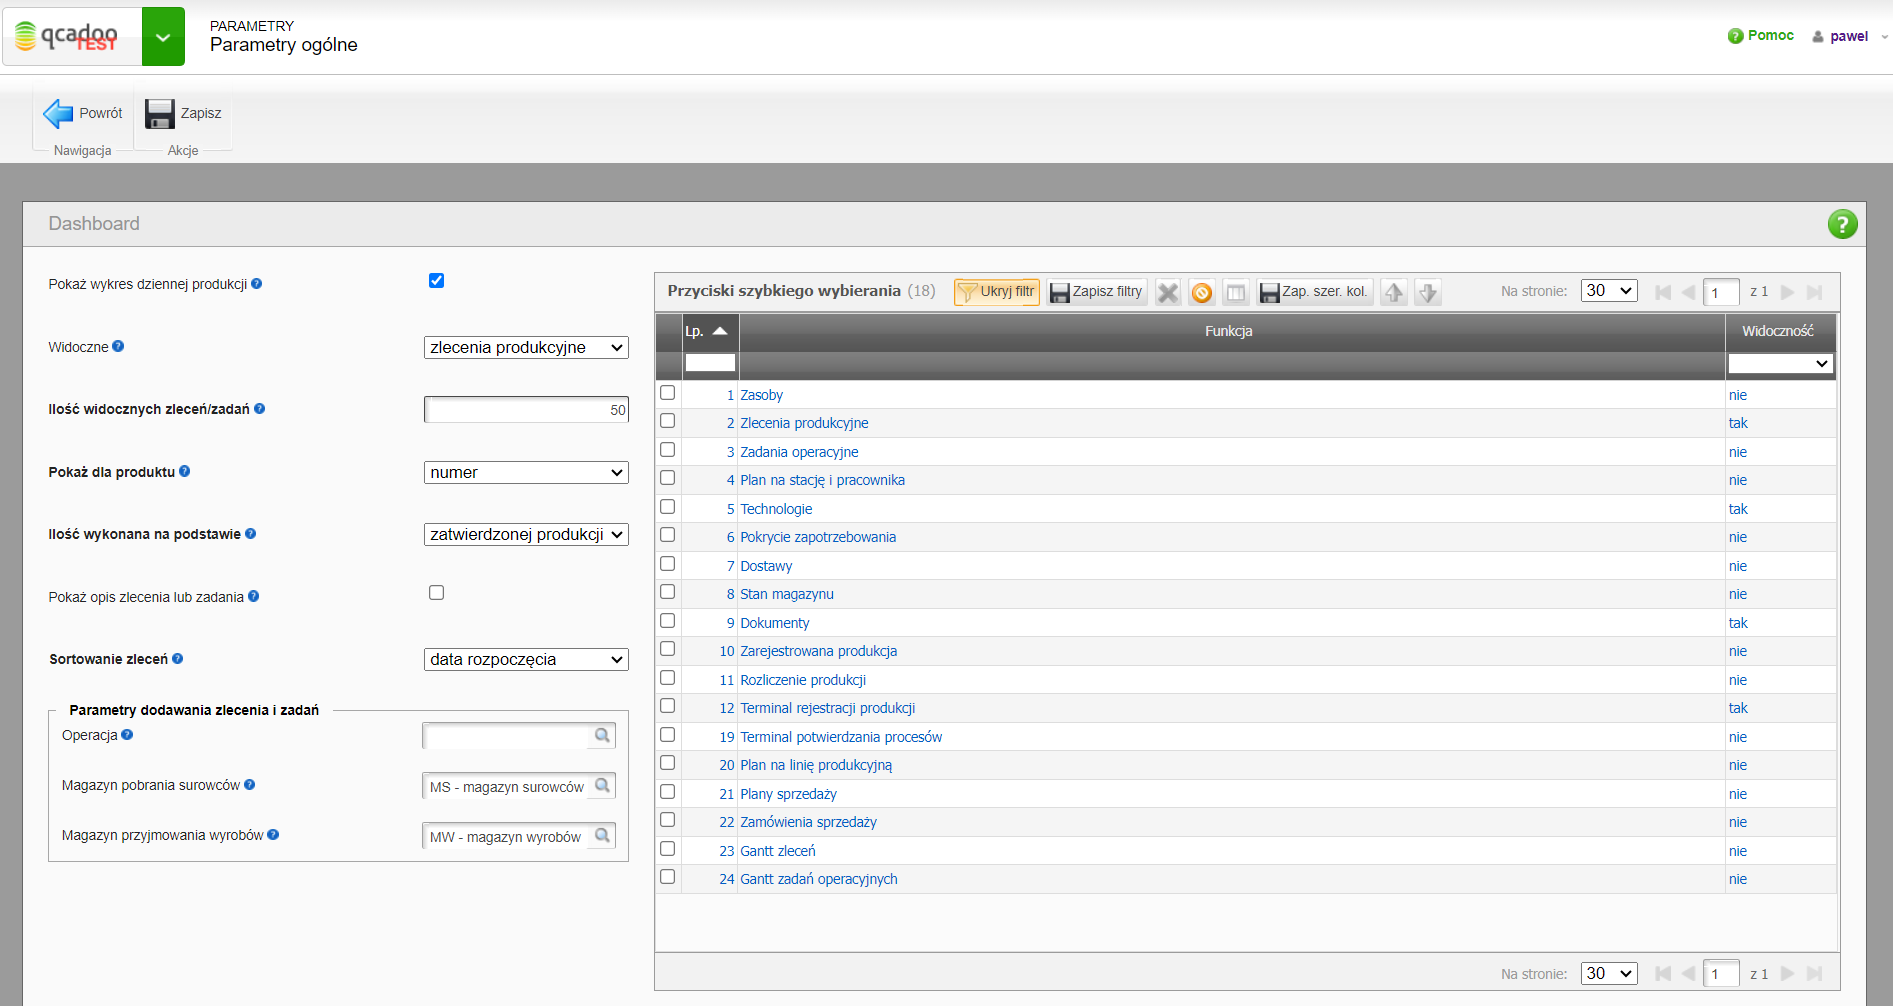 qcadoo
TEST
PARAMETRY
Parametry ogólne
Pomoc
pawel
Powrót
Zapisz
Nawigacja
Akcje
Dashboard
Pokaż wykres dziennej produkcji
Widoczne
zlecenia produkcyjne
Ilość widocznych zleceń/zadań
50
Pokaż dla produktu
numer
Ilość wykonana na podstawie
zatwierdzonej produkcji
Pokaż opis zlecenia lub zadania
Sortowanie zleceń
data rozpoczęcia
Parametry dodawania zlecenia i zadań
Operacja
Magazyn pobrania surowców
MS - magazyn surowców
Magazyn przyjmowania wyrobów
MW - magazyn wyrobów
Przyciski szybkiego wybierania (18)
Ukryj filtr
Zapisz filtry
Zap. szer. kol.
Na stronie: 30 1 z 1
Lp. Funkcja Widoczność
1 Zasoby nie
2 Zlecenia produkcyjne tak
3 Zadania operacyjne nie
4 Plan na stację i pracownika nie
5 Technologie tak
6 Pokrycie zapotrzebowania nie
7 Dostawy nie
8 Stan magazynu nie
9 Dokumenty tak
10 Zarejestrowana produkcja nie
11 Rozliczenie produkcji nie
12 Terminal rejestracji produkcji tak
19 Terminal potwierdzania procesów nie
20 Plan na linię produkcyjną nie
21 Plany sprzedaży nie
22 Zamówienia sprzedaży nie
23 Gantt zleceń nie
24 Gantt zadań operacyjnych nie
Na stronie: 30 1 z 1